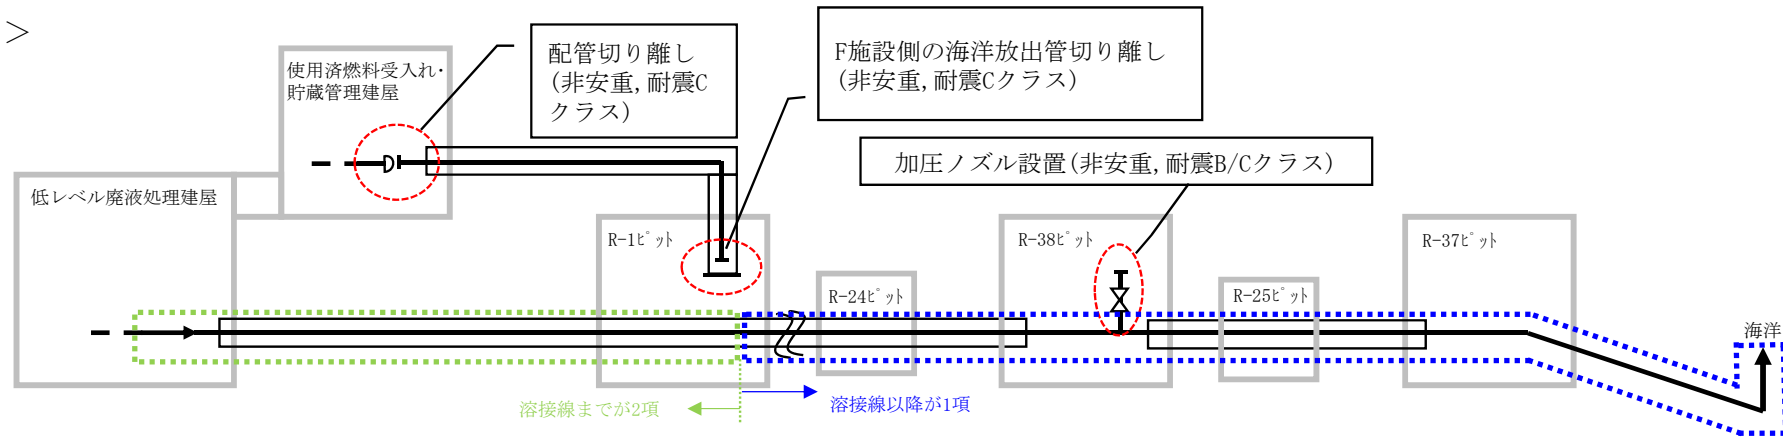 >
使用済燃料受入れ・
貯蔵管理建屋
配管切り離し
(非安重,耐震C
クラス)
F施設側の海洋放出管切り離し
(非安重,耐震Cクラス)
加圧ノズル設置(非安重,耐震B/Cクラス)
低レベル廃液処理建屋
R-1ﾋﾟｯﾄ
R-24ﾋﾟｯﾄ
R-38ﾋﾟｯﾄ
R-25ﾋﾟｯﾄ
R-37ﾋﾟｯﾄ
海洋
溶接線までが2項
溶接線以降が1項